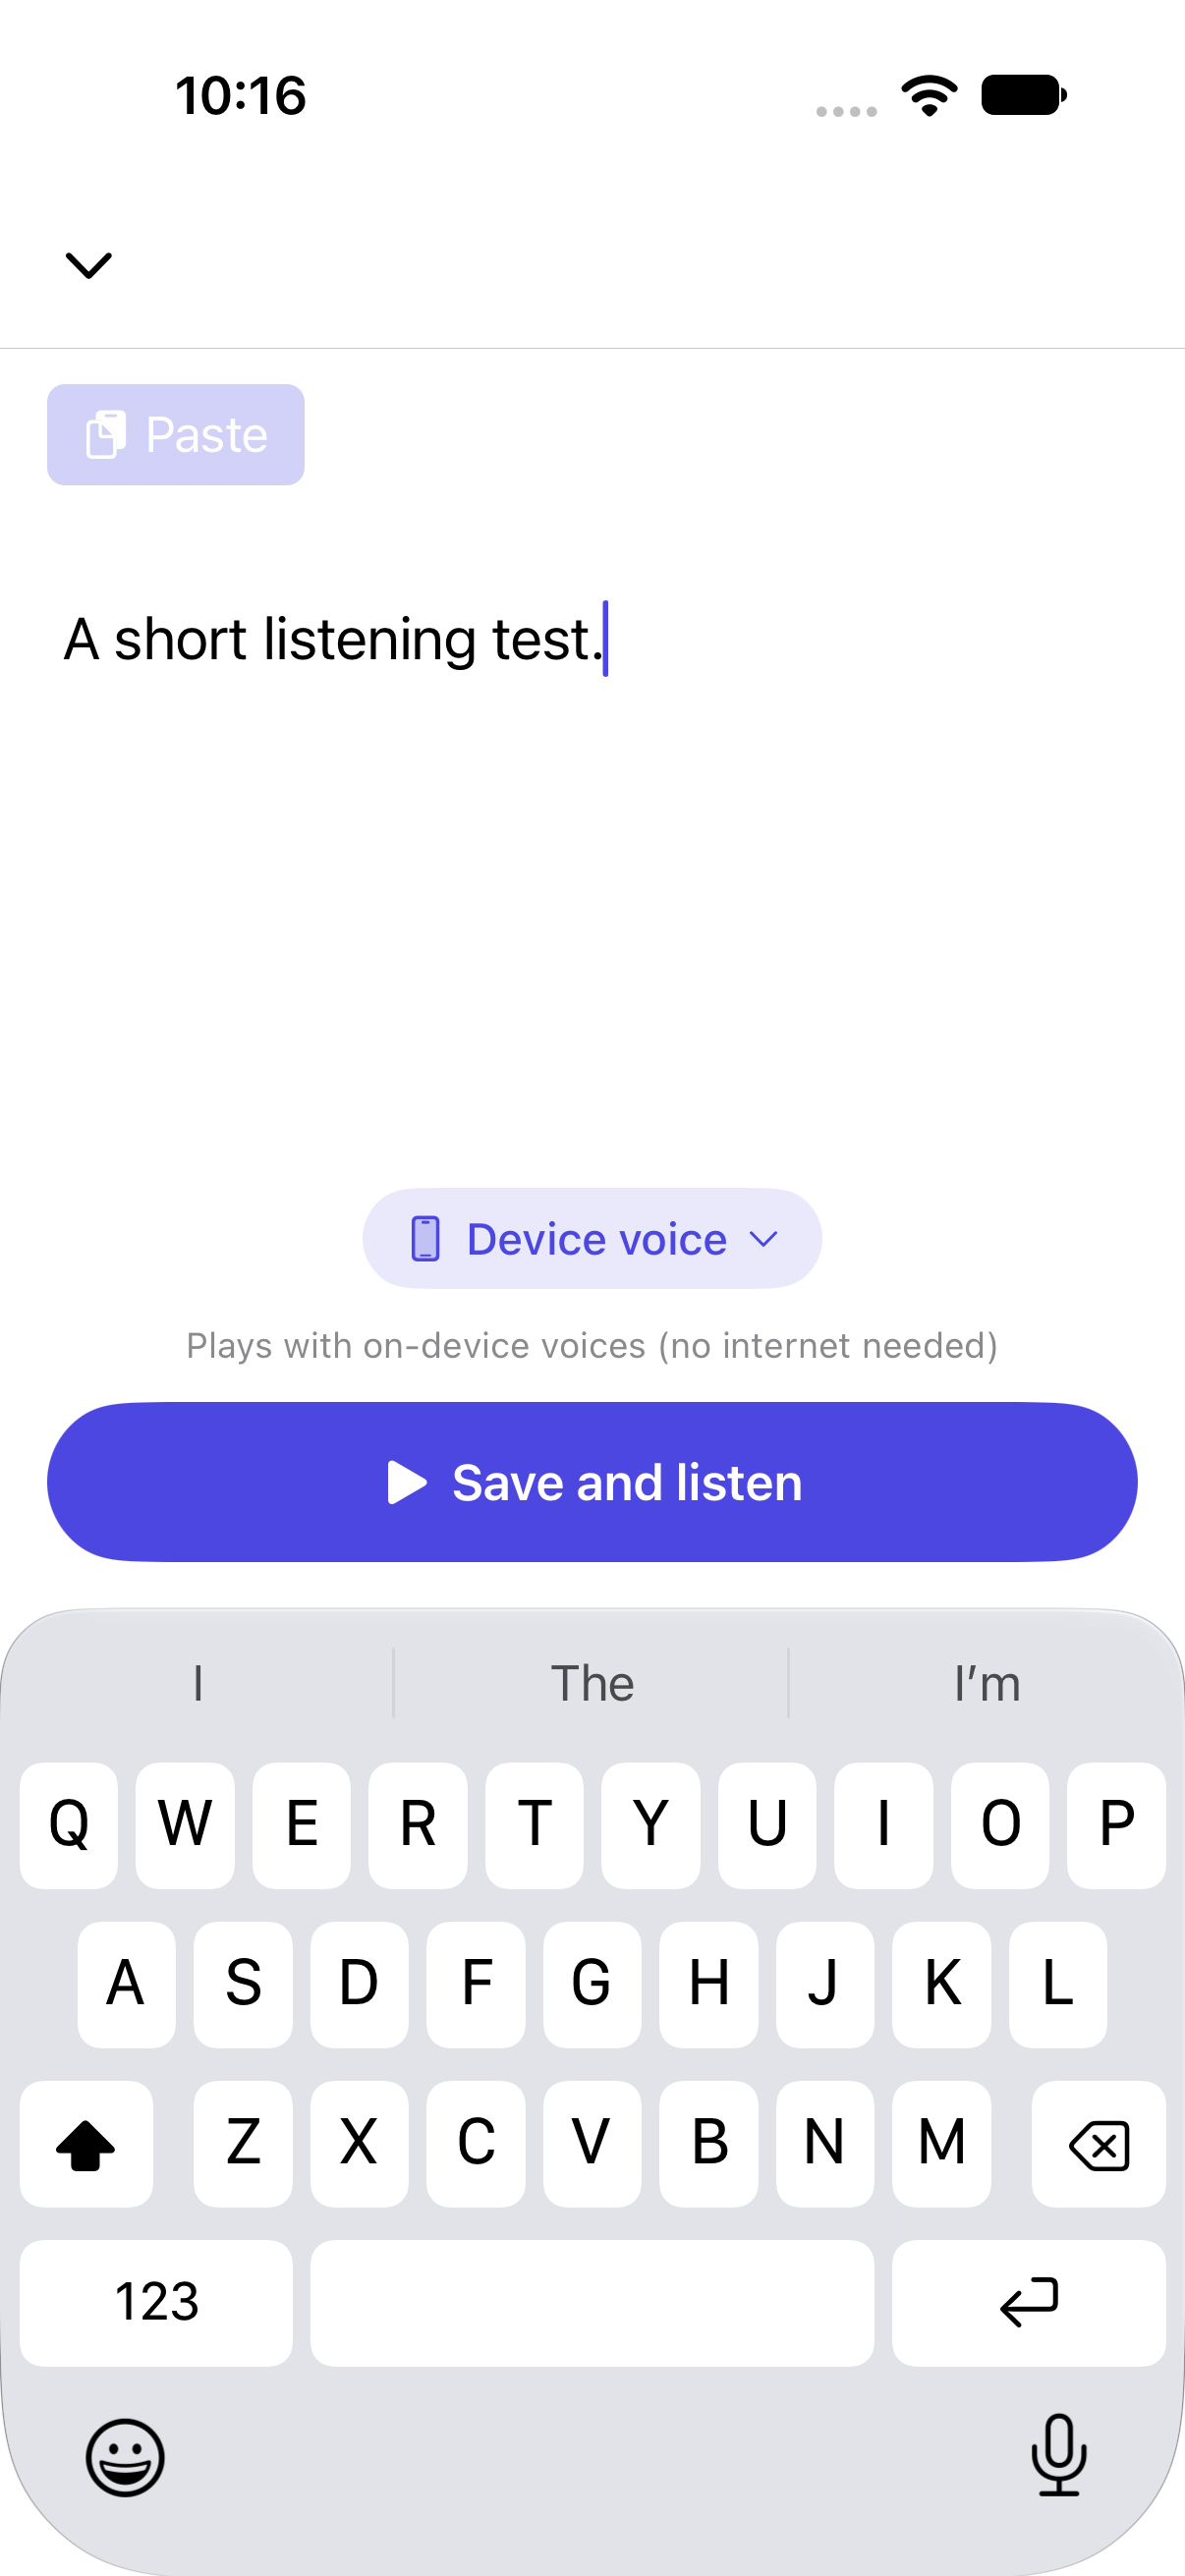 10:16
Paste
A short listening test.
Device voice
Plays with on-device voices (no internet needed)
Save and listen
I The I’m
Q W E R T Y U I O P
A S D F G H J K L
Z X C V B N M
123